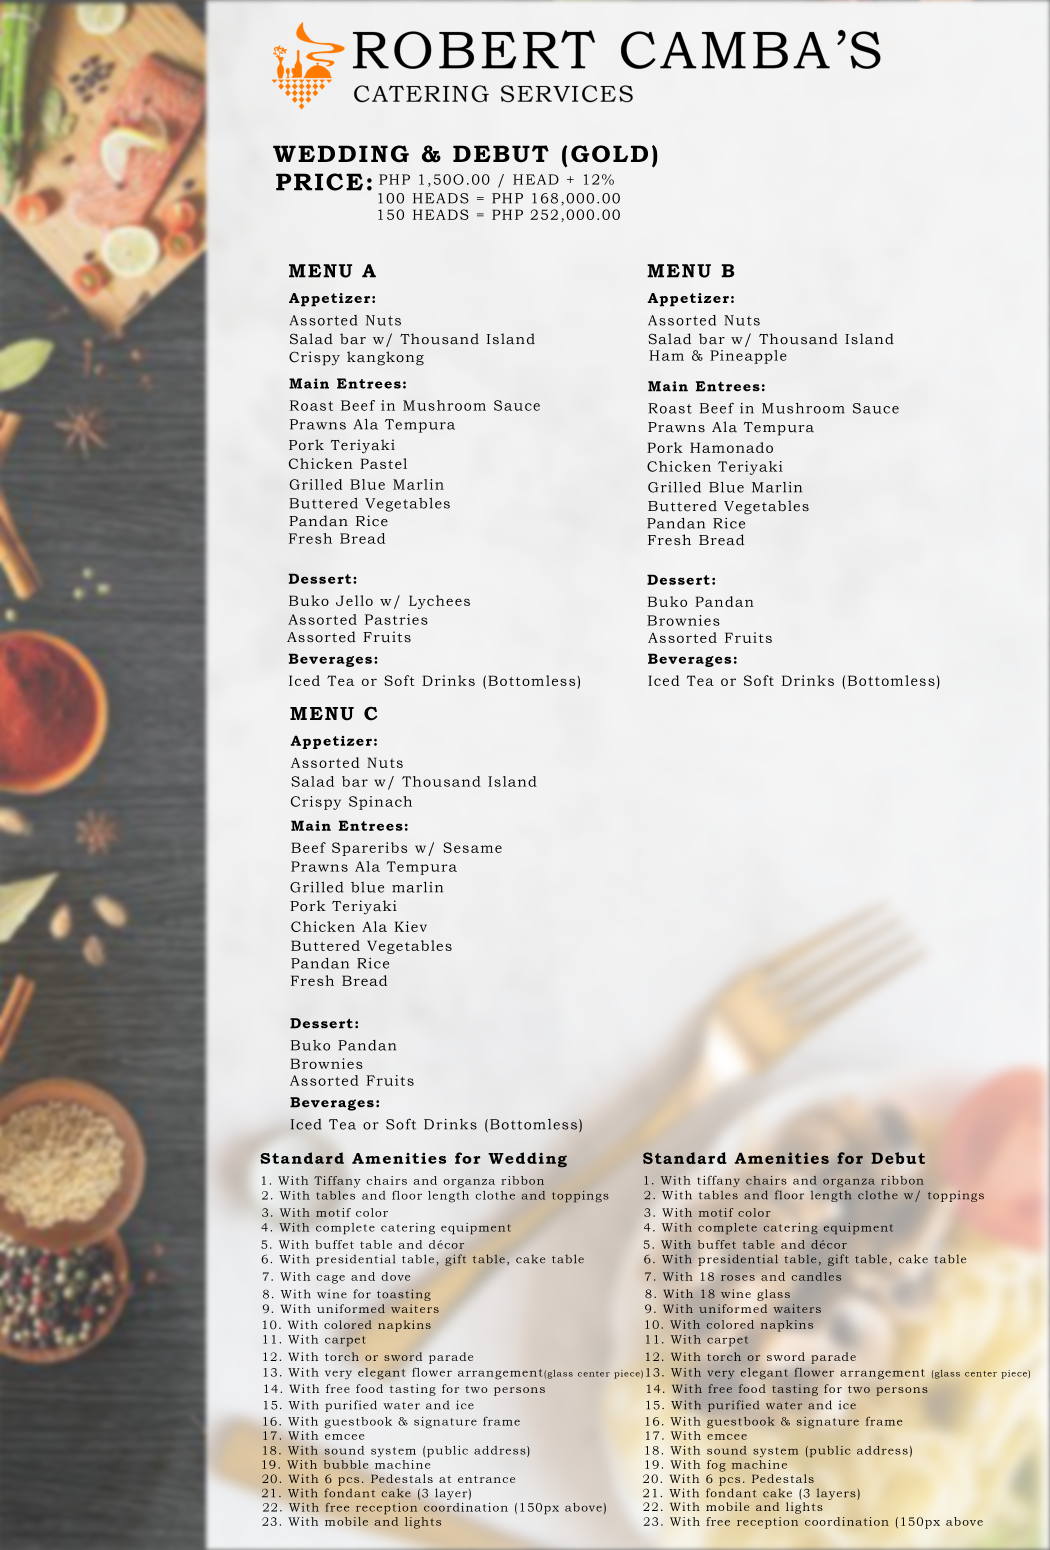 ROBERT CAMBA'S
CATERING SERVICES
WEDDING & DEBUT (GOLD)
PRICE: PHP 1,50O.00 / HEAD + 12%
100 HEADS = PHP 168,000.00
150 HEADS = PHP 252,000.00
MENU A
Appetizer:
Assorted Nuts
Salad bar w/ Thousand Island
Crispy kangkong
Main Entrees:
Roast Beef in Mushroom Sauce
Prawns Ala Tempura
Pork Teriyaki
Chicken Pastel
Grilled Blue Marlin
Buttered Vegetables
Pandan Rice
Fresh Bread
Dessert:
Buko Jello w/ Lychees
Assorted Pastries
Assorted Fruits
Beverages:
Iced Tea or Soft Drinks (Bottomless)
MENU B
Appetizer:
Assorted Nuts
Salad bar w/ Thousand Island
Ham & Pineapple
Main Entrees:
Roast Beef in Mushroom Sauce
Prawns Ala Tempura
Pork Hamonado
Chicken Teriyaki
Grilled Blue Marlin
Buttered Vegetables
Pandan Rice
Fresh Bread
Dessert:
Buko Pandan
Brownies
Assorted Fruits
Beverages:
Iced Tea or Soft Drinks (Bottomless)
MENU C
Appetizer:
Assorted Nuts
Salad bar w/ Thousand Island
Crispy Spinach
Main Entrees:
Beef Spareribs w/ Sesame
Prawns Ala Tempura
Grilled blue marlin
Pork Teriyaki
Chicken Ala Kiev
Buttered Vegetables
Pandan Rice
Fresh Bread
Dessert:
Buko Pandan
Brownies
Assorted Fruits
Beverages:
Iced Tea or Soft Drinks (Bottomless)
Standard Amenities for Wedding
1. With Tiffany chairs and organza ribbon
2. With tables and floor length clothe and toppings
3. With motif color
4. With complete catering equipment
5. With buffet table and décor
6. With presidential table, gift table, cake table
7. With cage and dove
8. With wine for toasting
9. With uniformed waiters
10. With colored napkins
11. With carpet
12. With torch or sword parade
13. With very elegant flower arrangement(glass center piece)
14. With free food tasting for two persons
15. With purified water and ice
16. With guestbook & signature frame
17. With emcee
18. With sound system (public address)
19. With bubble machine
20. With 6 pcs. Pedestals at entrance
21. With fondant cake (3 layer)
22. With free reception coordination (150px above)
23. With mobile and lights
Standard Amenities for Debut
1. With tiffany chairs and organza ribbon
2. With tables and floor length clothe w/ toppings
3. With motif color
4. With complete catering equipment
5. With buffet table and décor
6. With presidential table, gift table, cake table
7. With 18 roses and candles
8. With 18 wine glass
9. With uniformed waiters
10. With colored napkins
11. With carpet
12. With torch or sword parade
13. With very elegant flower arrangement (glass center piece)
14. With free food tasting for two persons
15. With purified water and ice
16. With guestbook & signature frame
17. With emcee
18. With sound system (public address)
19. With fog machine
20. With 6 pcs. Pedestals
21. With fondant cake (3 layers)
22. With mobile and lights
23. With free reception coordination (150px above